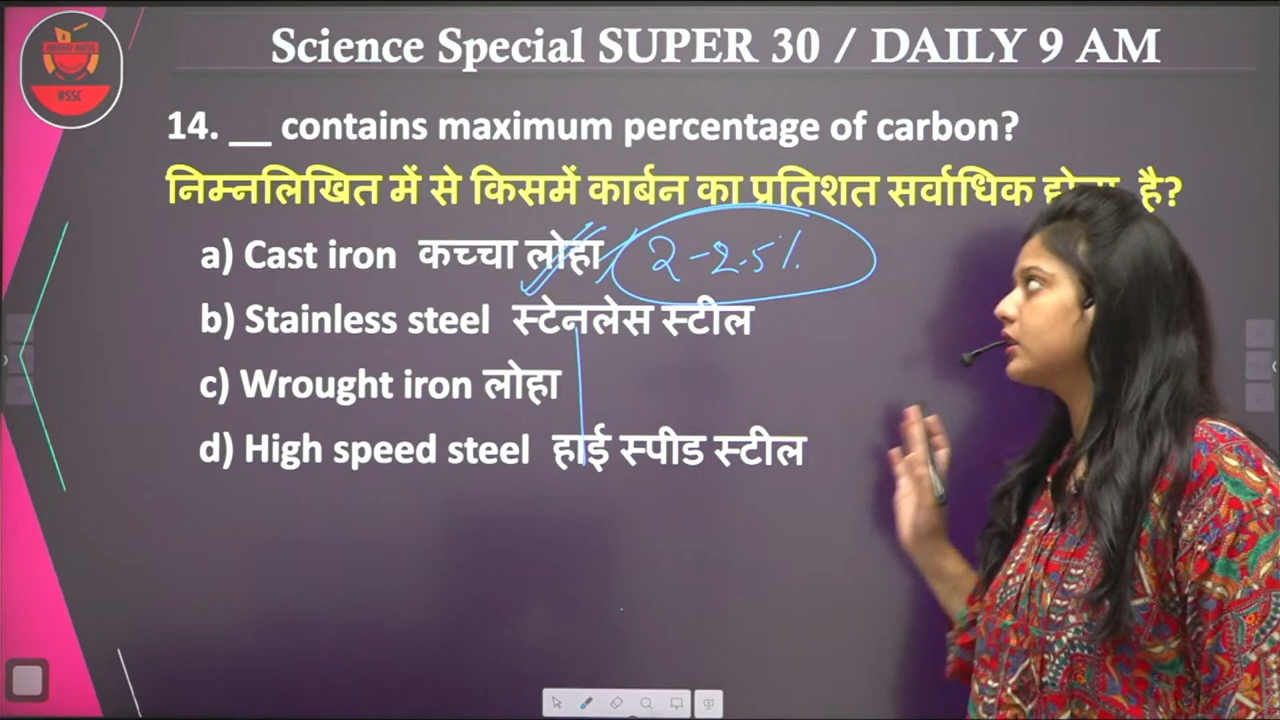 Science Special SUPER 30 / DAILY 9 AM
#SSC
14. __ contains maximum percentage of carbon?
निम्नलिखित में से किसमें कार्बन का प्रतिशत सर्वाधिक है?
a) Cast iron कच्चा लोहा 2-2.5%
b) Stainless steel स्टेनलेस स्टील
c) Wrought iron लोहा
d) High speed steel हाई स्पीड स्टील